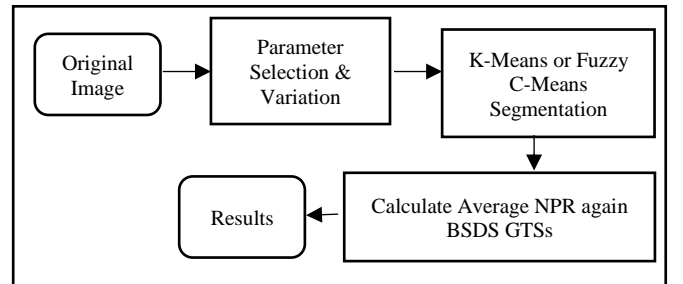 Original
Image
Parameter
Selection &
Variation
K-Means or Fuzzy
C-Means
Segmentation
Calculate Average NPR again
BSDS GTSs
Results